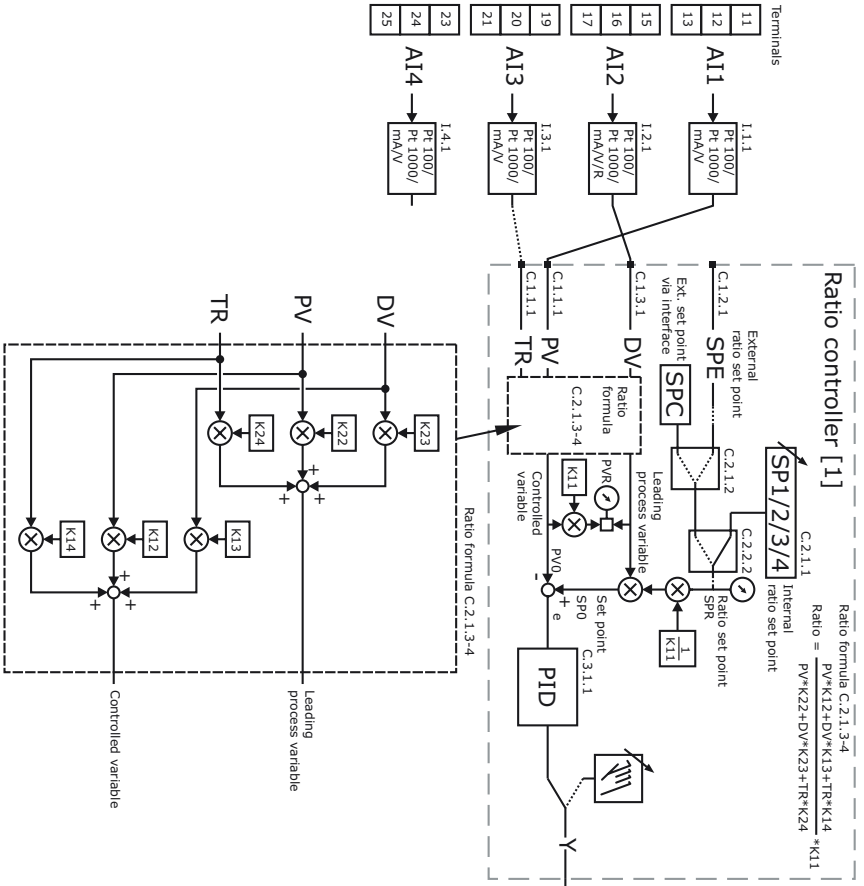 Terminals
11
12
13
AI1
I.1.1
Pt 100/
Pt 1000/
mA/V
15
16
17
AI2
I.2.1
Pt 100/
Pt 1000/
mA/V/R
19
20
21
AI3
I.3.1
Pt 100/
Pt 1000/
mA/V
23
24
25
AI4
I.4.1
Pt 100/
Pt 1000/
mA/V
Ratio controller [1]
Ratio formula C.2.1.3-4
Ratio =
PV*K12+DV*K13+TR*K14
PV*K22+DV*K23+TR*K24
*K11
C.2.1.1
SP1/2/3/4
Internal
ratio set point
External
ratio set point
C.1.2.1
SPE
C.2.1.2
C.2.2.2
Ratio set point
SPR
Ext. set point
via interface
SPC
1
K11
C.1.3.1
DV
Leading
process variable
Ratio
formula
C.2.1.3-4
PVR
K11
Set point
SP0
C.1.1.1
PV
C.1.1.1
TR
Controlled
variable
PV0
-
+
e
C.3.1.1
PID
Y
Ratio formula C.2.1.3-4
DV
K23
PV
K22
TR
K24
+
+
+
Leading
process variable
K13
K12
K14
+
+
+
Controlled variable